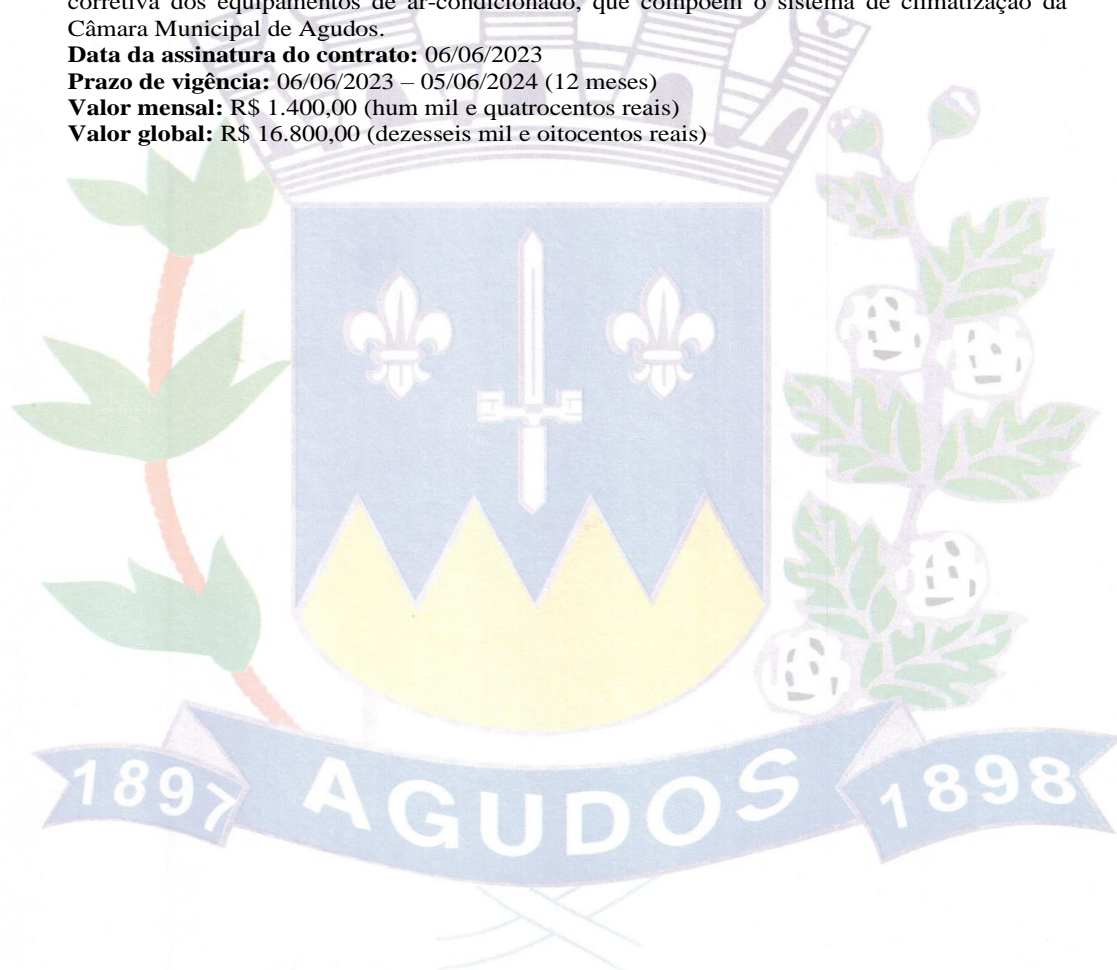 corretiva dos equipamentos de ar-condicionado, que compõem o sistema de climatização da
Câmara Municipal de Agudos.
Data da assinatura do contrato: 06/06/2023
Prazo de vigência: 06/06/2023 – 05/06/2024 (12 meses)
Valor mensal: R$ 1.400,00 (hum mil e quatrocentos reais)
Valor global: R$ 16.800,00 (dezesseis mil e oitocentos reais)
1897 AGUDOS 1898